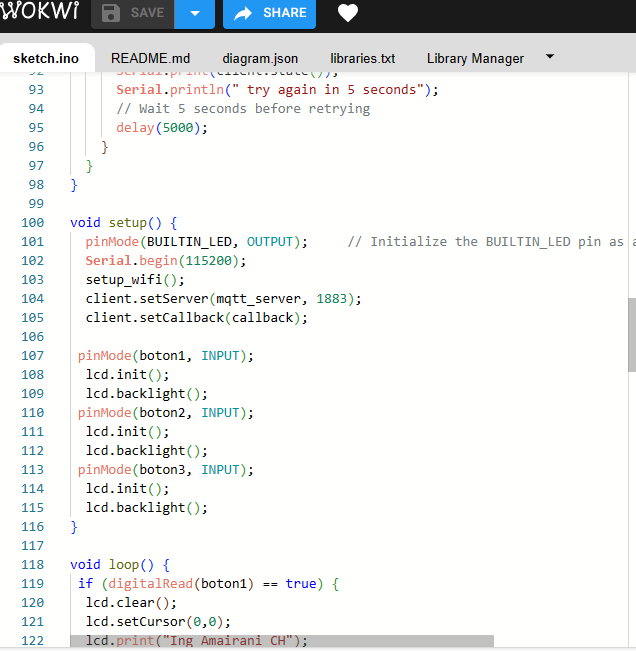 WOKWI SAVE SHARE
sketch.ino README.md diagram.json libraries.txt Library Manager
92 Serial.print(client.state());
93 Serial.println(" try again in 5 seconds");
94 // Wait 5 seconds before retrying
95 delay(5000);
96 }
97 }
98 }
99
100 void setup() {
101 pinMode(BUILTIN_LED, OUTPUT); // Initialize the BUILTIN_LED pin as a
102 Serial.begin(115200);
103 setup_wifi();
104 client.setServer(mqtt_server, 1883);
105 client.setCallback(callback);
106
107 pinMode(boton1, INPUT);
108 lcd.init();
109 lcd.backlight();
110 pinMode(boton2, INPUT);
111 lcd.init();
112 lcd.backlight();
113 pinMode(boton3, INPUT);
114 lcd.init();
115 lcd.backlight();
116 }
117
118 void loop() {
119 if (digitalRead(boton1) == true) {
120 lcd.clear();
121 lcd.setCursor(0,0);
122 lcd.print("Ing Amairani CH");